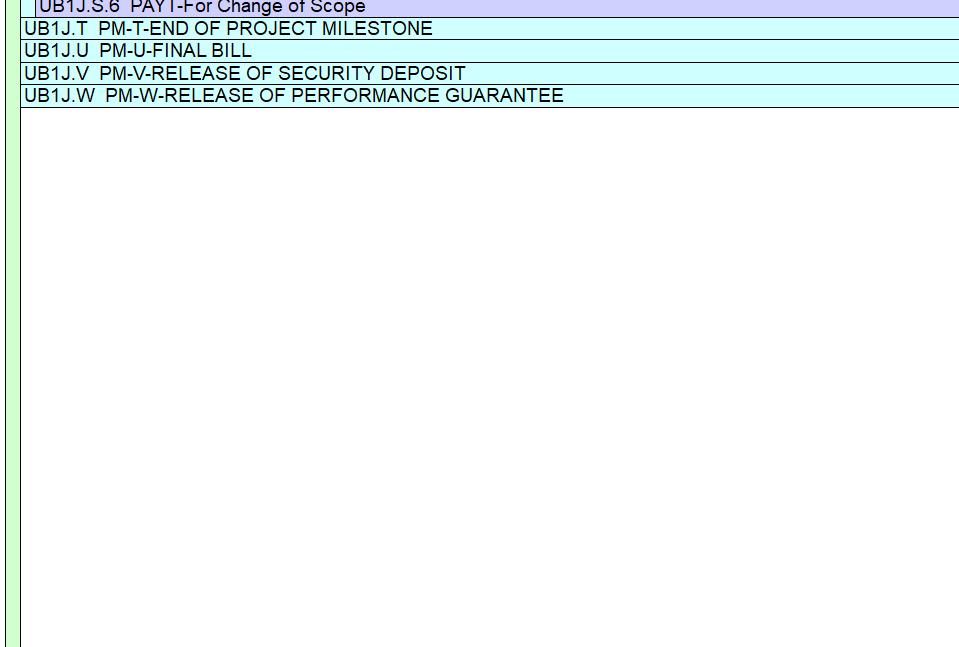 UB1J.S.6 PAYT-For Change of Scope
UB1J.T PM-T-END OF PROJECT MILESTONE
UB1J.U PM-U-FINAL BILL
UB1J.V PM-V-RELEASE OF SECURITY DEPOSIT
UB1J.W PM-W-RELEASE OF PERFORMANCE GUARANTEE